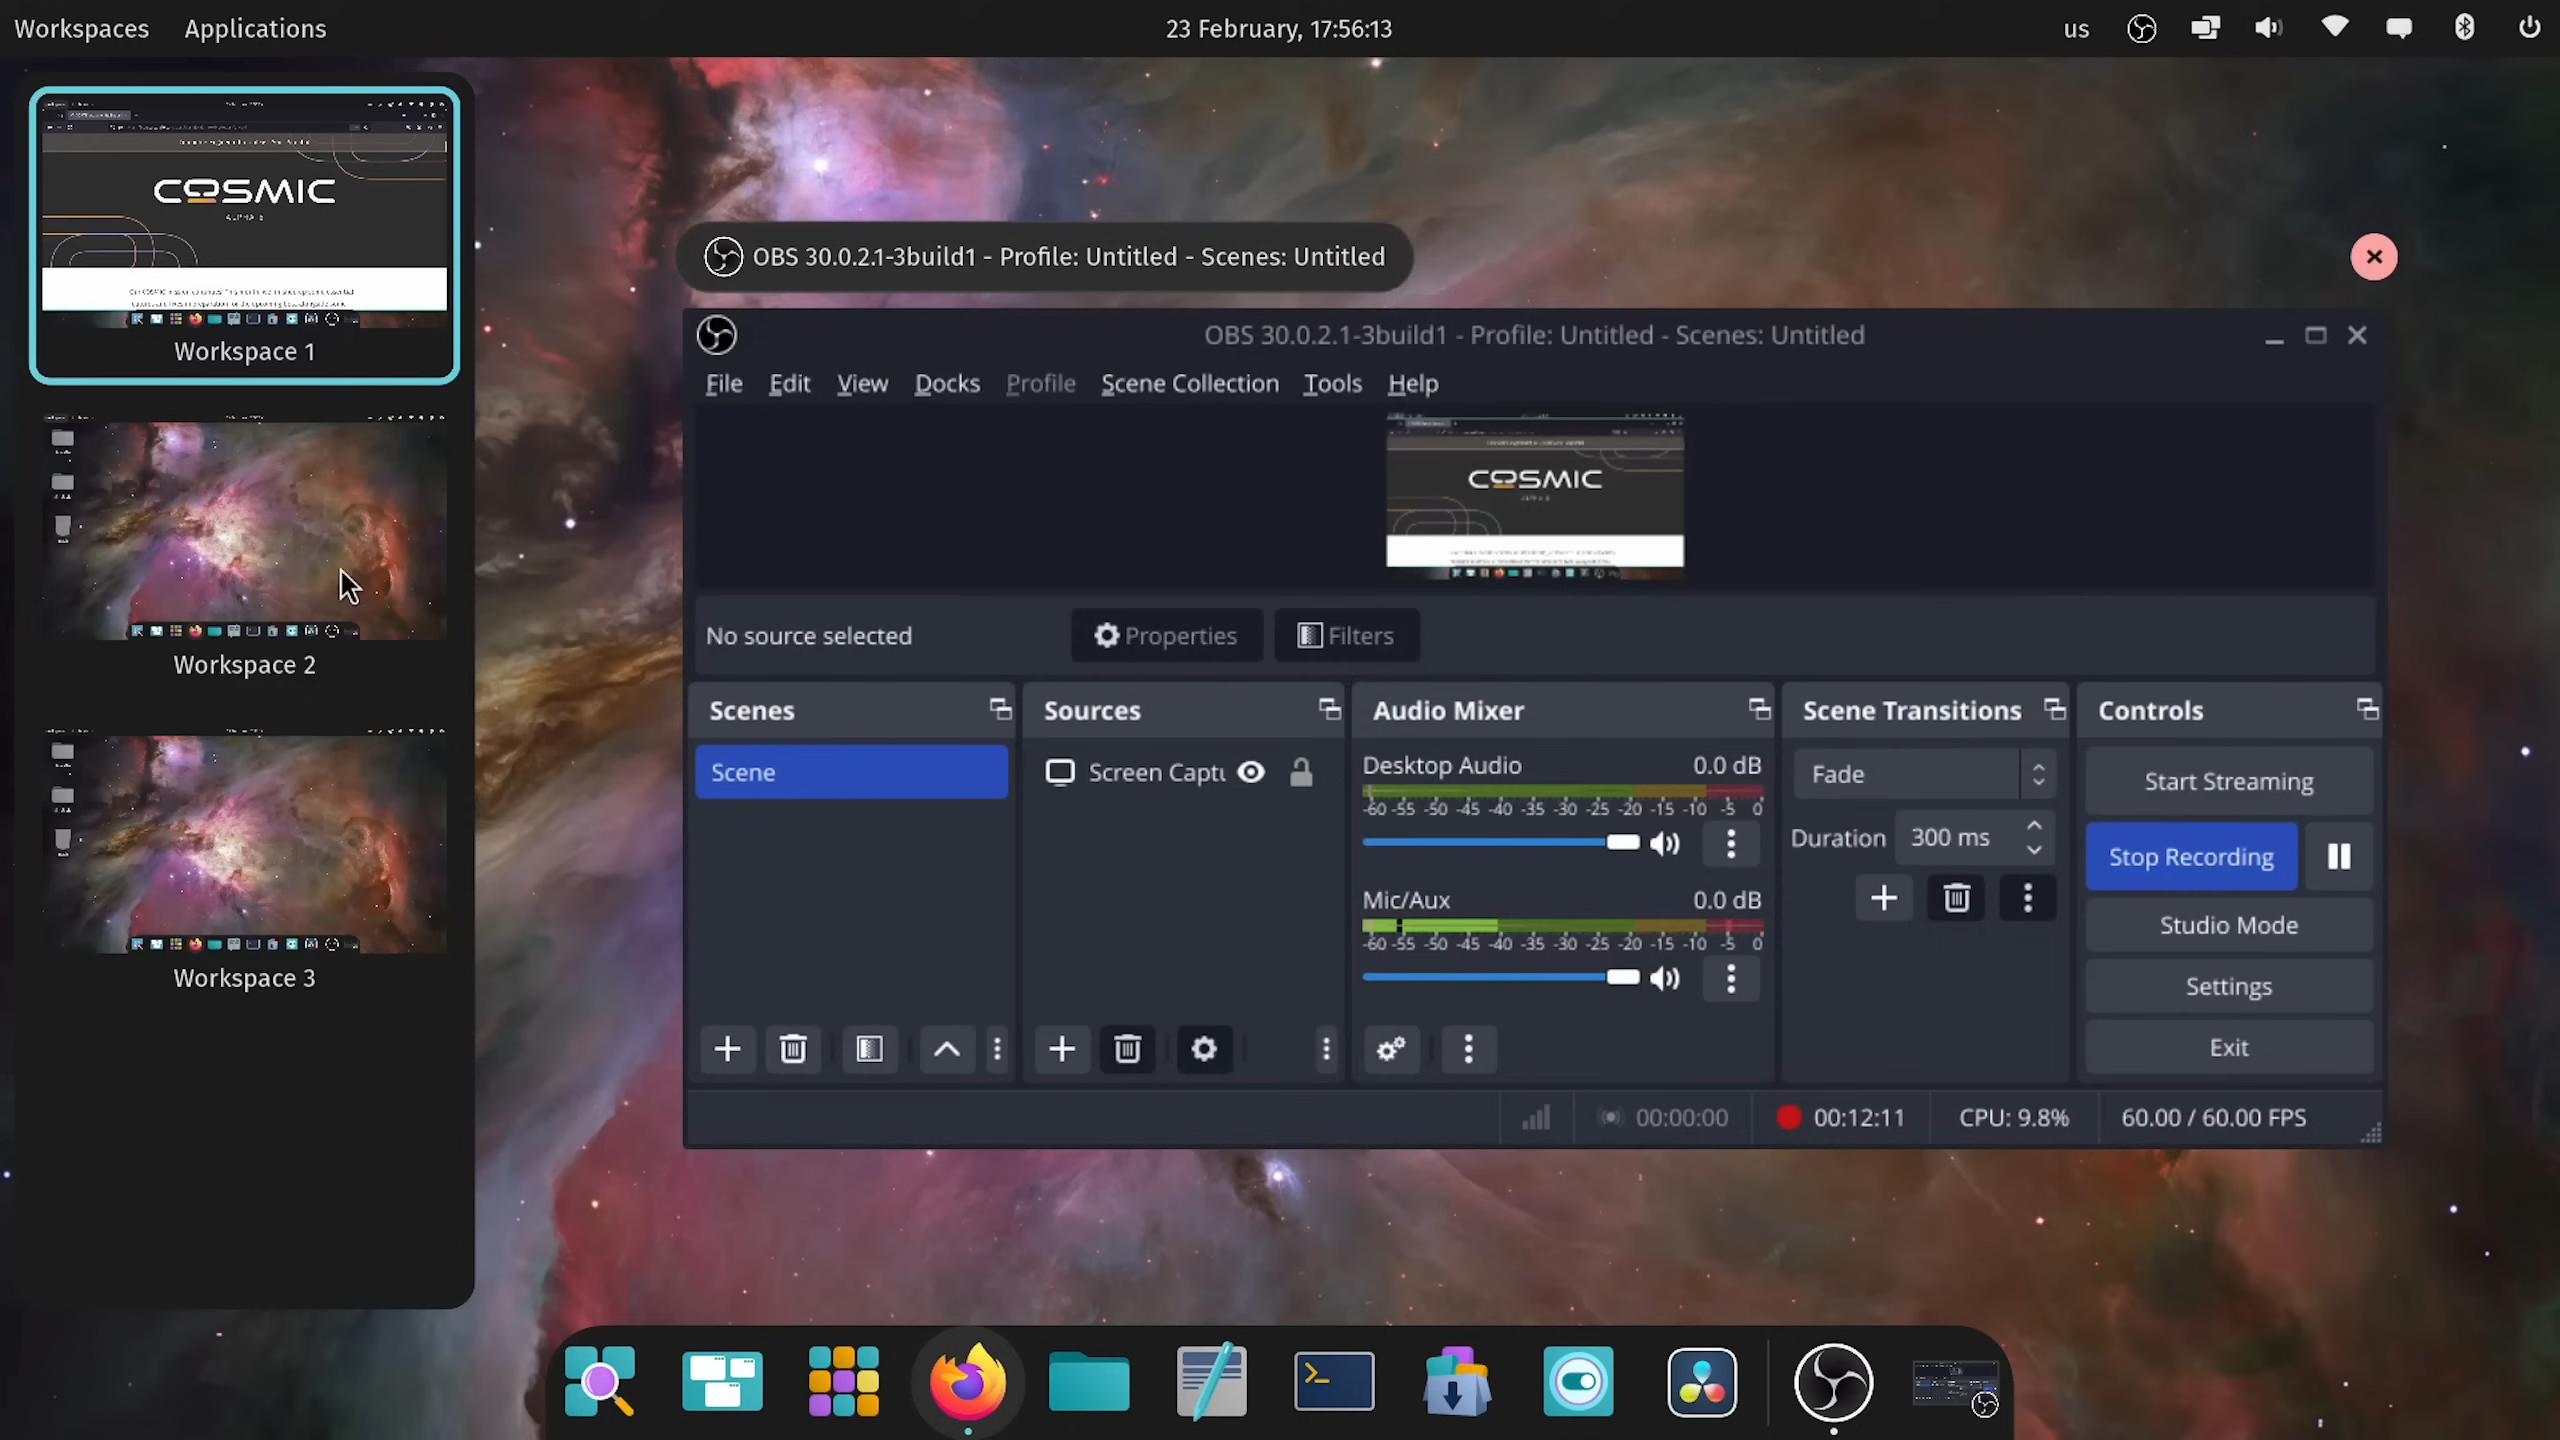 Workspaces Applications 23 February, 17:56:13 us
COSMIC
Workspace 1
Workspace 2
Workspace 3
OBS 30.0.2.1-3build1 - Profile: Untitled - Scenes: Untitled
OBS 30.0.2.1-3build1 - Profile: Untitled - Scenes: Untitled
File Edit View Docks Profile Scene Collection Tools Help
COSMIC
No source selected Properties Filters
Scenes
Scene
Sources
Screen Captu
Audio Mixer
Desktop Audio 0.0 dB
-60 -55 -50 -45 -40 -35 -30 -25 -20 -15 -10 -5 0
Mic/Aux 0.0 dB
-60 -55 -50 -45 -40 -35 -30 -25 -20 -15 -10 -5 0
Scene Transitions
Fade
Duration 300 ms
Controls
Start Streaming
Stop Recording
Studio Mode
Settings
Exit
00:00:00 00:12:11 CPU: 9.8% 60.00 / 60.00 FPS